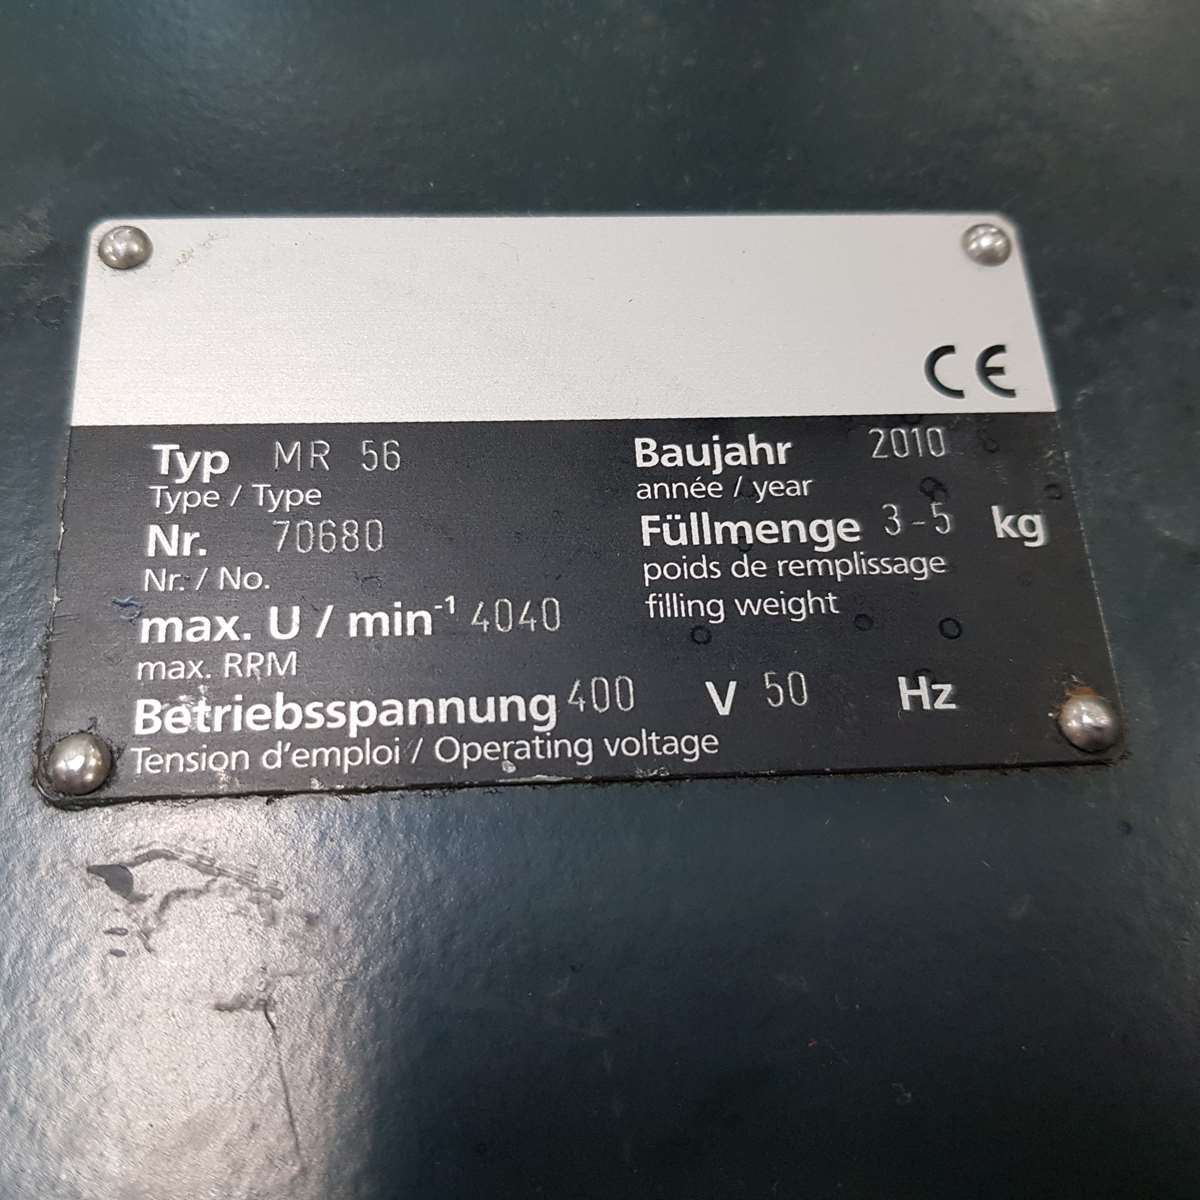 CE
Typ MR 56
Type / Type
Nr. 70680
Nr. / No.
max. U / min⁻¹ 4040
max. RPM
Betriebsspannung 400 V 50 Hz
Tension d'emploi / Operating voltage
Baujahr 2010
année / year
Füllmenge 3-5 kg
poids de remplissage
filling weight